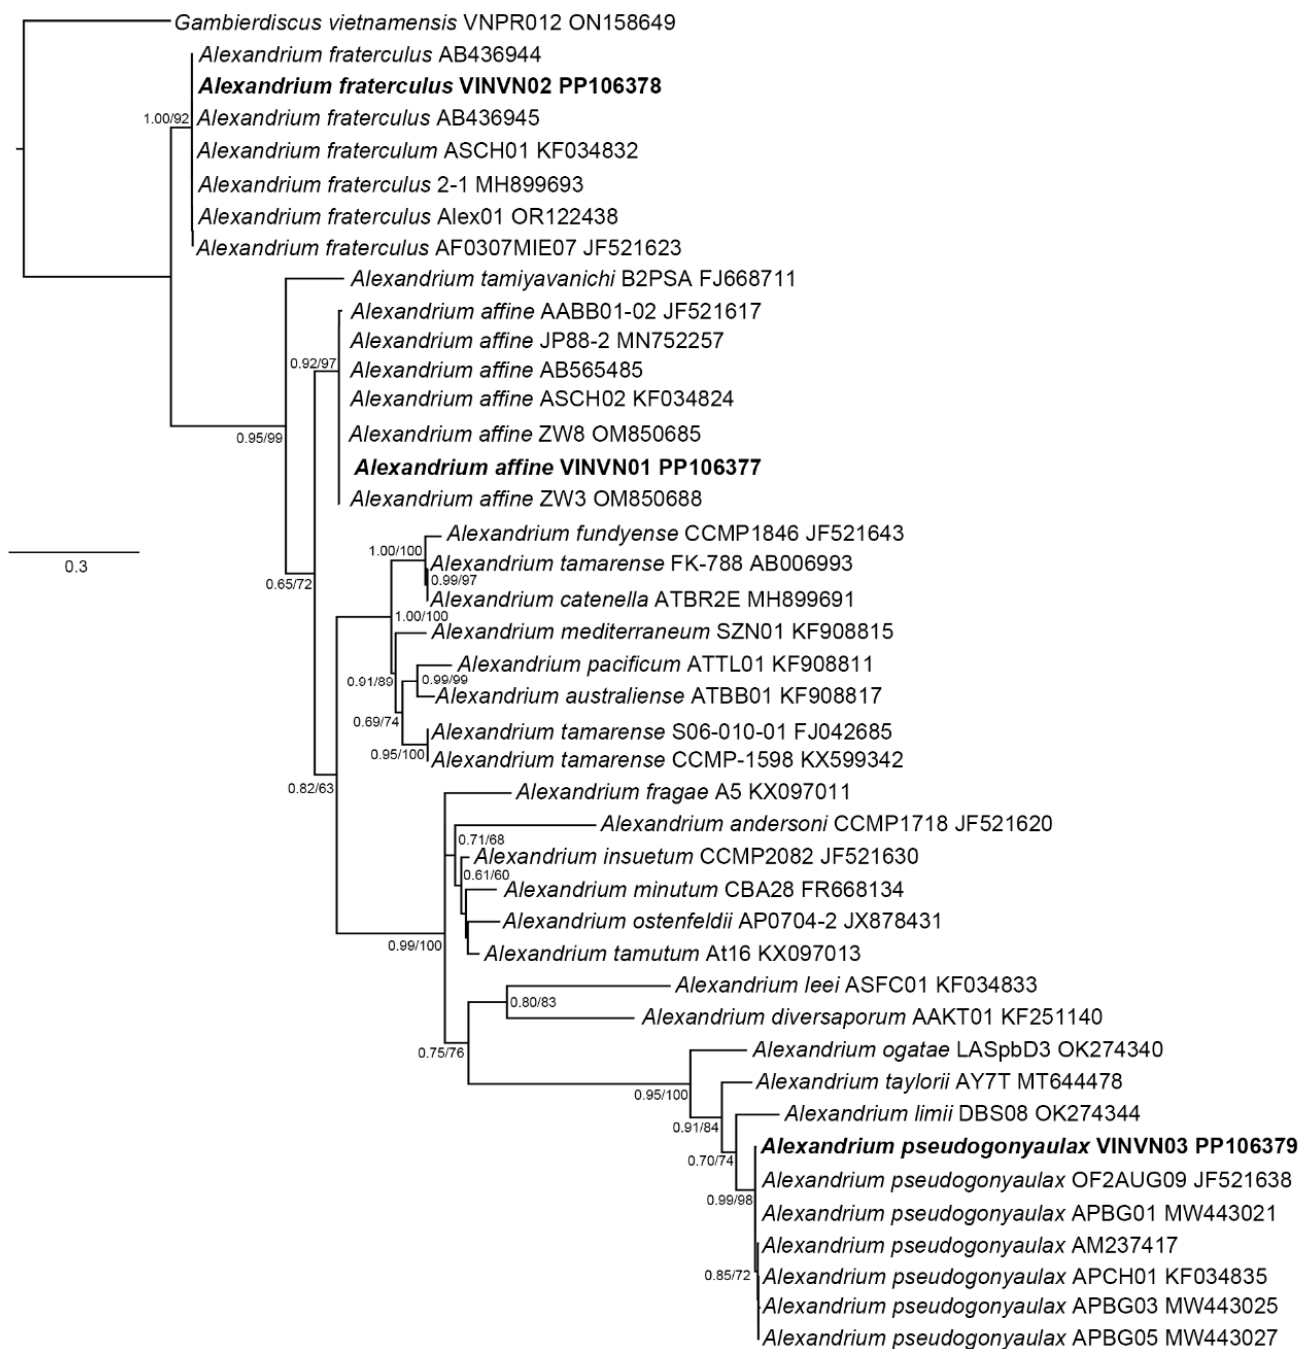 Gambierdiscus vietnamensis VNPR012 ON158649
Alexandrium fraterculus AB436944
Alexandrium fraterculus VINVN02 PP106378
1.00/92
Alexandrium fraterculus AB436945
Alexandrium fraterculum ASCH01 KF034832
Alexandrium fraterculus 2-1 MH899693
Alexandrium fraterculus Alex01 OR122438
Alexandrium fraterculus AF0307MIE07 JF521623
Alexandrium tamiyavanichi B2PSA FJ668711
Alexandrium affine AABB01-02 JF521617
Alexandrium affine JP88-2 MN752257
0.92/97
Alexandrium affine AB565485
Alexandrium affine ASCH02 KF034824
Alexandrium affine ZW8 OM850685
0.95/99
Alexandrium affine VINVN01 PP106377
Alexandrium affine ZW3 OM850688
Alexandrium fundyense CCMP1846 JF521643
1.00/100
Alexandrium tamarense FK-788 AB006993
0.3
0.99/97
0.65/72
Alexandrium catenella ATBR2E MH899691
1.00/100
Alexandrium mediterraneum SZN01 KF908815
Alexandrium pacificum ATTL01 KF908811
0.91/89
0.99/99
Alexandrium australiense ATBB01 KF908817
0.69/74
Alexandrium tamarense S06-010-01 FJ042685
0.95/100
Alexandrium tamarense CCMP-1598 KX599342
0.82/63
Alexandrium fragae A5 KX097011
Alexandrium andersoni CCMP1718 JF521620
0.71/68
Alexandrium insuetum CCMP2082 JF521630
0.61/60
Alexandrium minutum CBA28 FR668134
Alexandrium ostenfeldii AP0704-2 JX878431
0.99/100
Alexandrium tamutum At16 KX097013
Alexandrium leei ASFC01 KF034833
0.80/83
Alexandrium diversaporum AAKT01 KF251140
0.75/76
Alexandrium ogatae LASpbD3 OK274340
Alexandrium taylorii AY7T MT644478
0.95/100
Alexandrium limii DBS08 OK274344
0.91/84
Alexandrium pseudogonyaulax VINVN03 PP106379
0.70/74
Alexandrium pseudogonyaulax OF2AUG09 JF521638
0.99/98
Alexandrium pseudogonyaulax APBG01 MW443021
Alexandrium pseudogonyaulax AM237417
0.85/72
Alexandrium pseudogonyaulax APCH01 KF034835
Alexandrium pseudogonyaulax APBG03 MW443025
Alexandrium pseudogonyaulax APBG05 MW443027